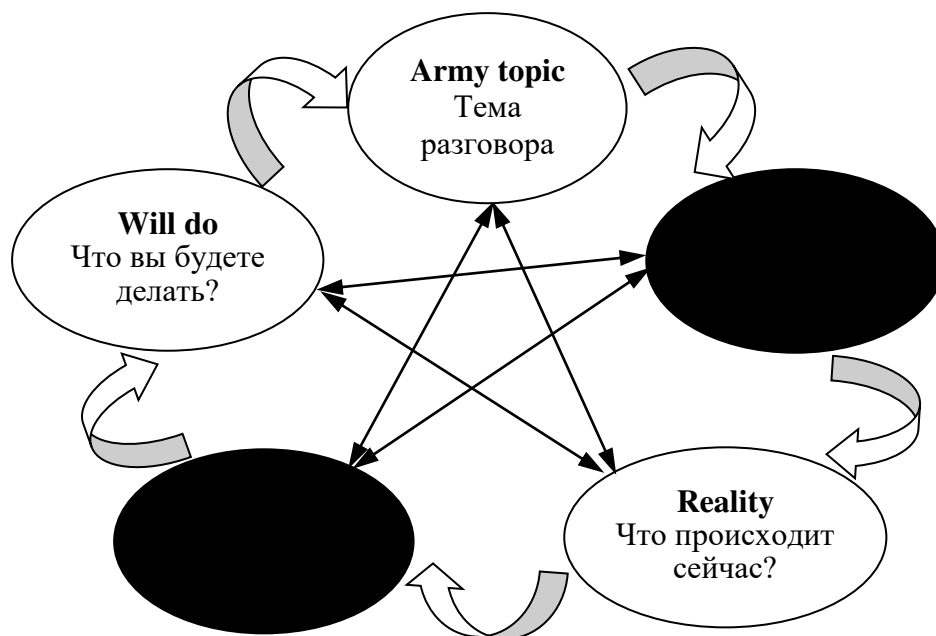 Army topic
Тема
разговора
Will do
Что вы будете
делать?
Reality
Что происходит
сейчас?